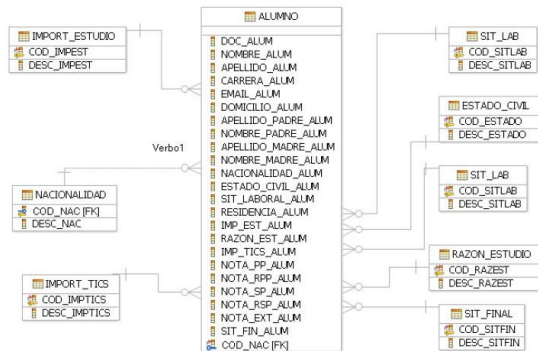 IMPORT_ESTUDIO
COD_IMPEST
DESC_IMPEST
Verbo1
NACIONALIDAD
COD_NAC [FK]
DESC_NAC
IMPORT_TICS
COD_IMPTICS
DESC_IMPTICS
ALUMNO
DOC_ALUM
NOMBRE_ALUM
APELLIDO_ALUM
CARRERA_ALUM
EMAIL_ALUM
DOMICILIO_ALUM
APELLIDO_PADRE_ALUM
NOMBRE_PADRE_ALUM
APELLIDO_MADRE_ALUM
NOMBRE_MADRE_ALUM
NACIONALIDAD_ALUM
ESTADO_CIVIL_ALUM
SIT_LABORAL_ALUM
RESIDENCIA_ALUM
IMP_EST_ALUM
RAZON_EST_ALUM
IMP_TICS_ALUM
NOTA_PP_ALUM
NOTA_RPP_ALUM
NOTA_SP_ALUM
NOTA_RSP_ALUM
NOTA_EXT_ALUM
SIT_FIN_ALUM
COD_NAC [FK]
SIT_LAB
COD_SITLAB
DESC_SITLAB
ESTADO_CIVIL
COD_ESTADO
DESC_ESTADO
SIT_LAB
COD_SITLAB
DESC_SITLAB
RAZON_ESTUDIO
COD_RAZEST
DESC_RAZEST
SIT_FINAL
COD_SITFIN
DESC_SITFIN